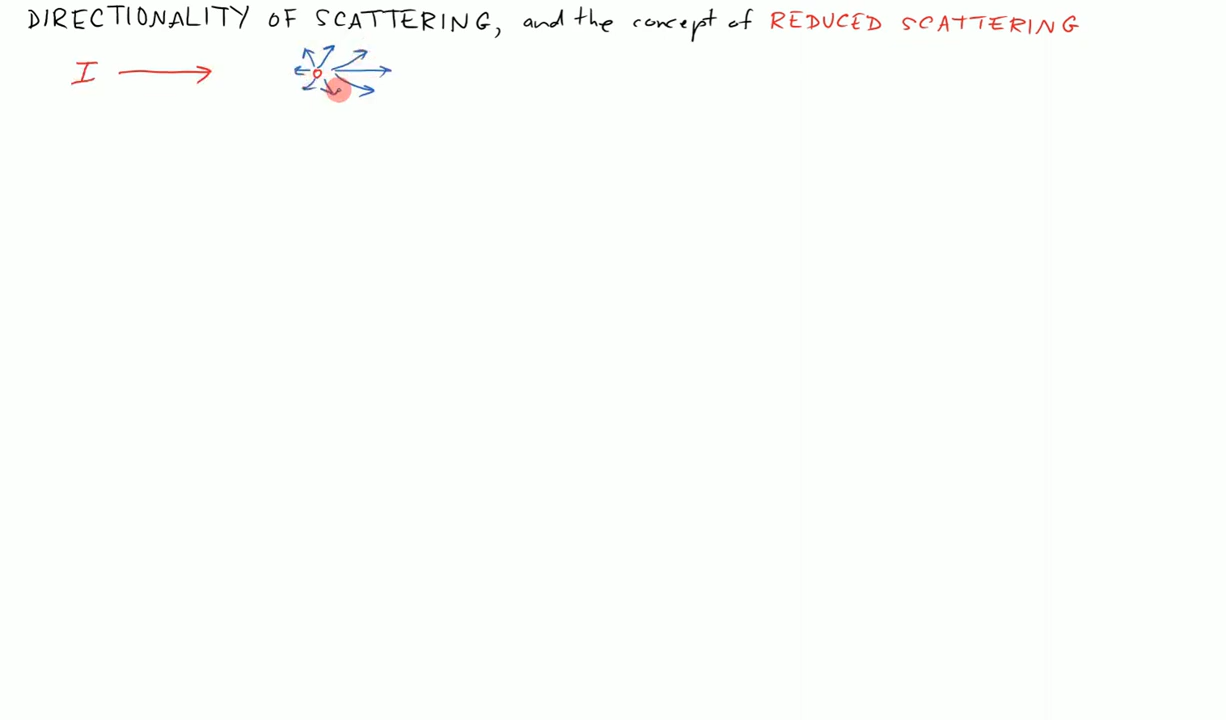 DIRECTIONALITY OF SCATTERING, and the concept of REDUCED SCATTERING
I